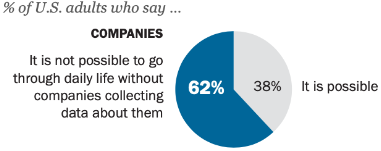 % of U.S. adults who say ...
COMPANIES
It is not possible to go
through daily life without
companies collecting
data about them
62%
38%
It is possible